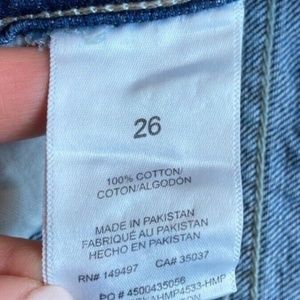 26
100% COTTON/
COTON/ALGODÓN
MADE IN PAKISTAN
FABRIQUÉ AU PAKISTAN
HECHO EN PAKISTAN
RN# 149497 CA# 35037
PO # 4500435056